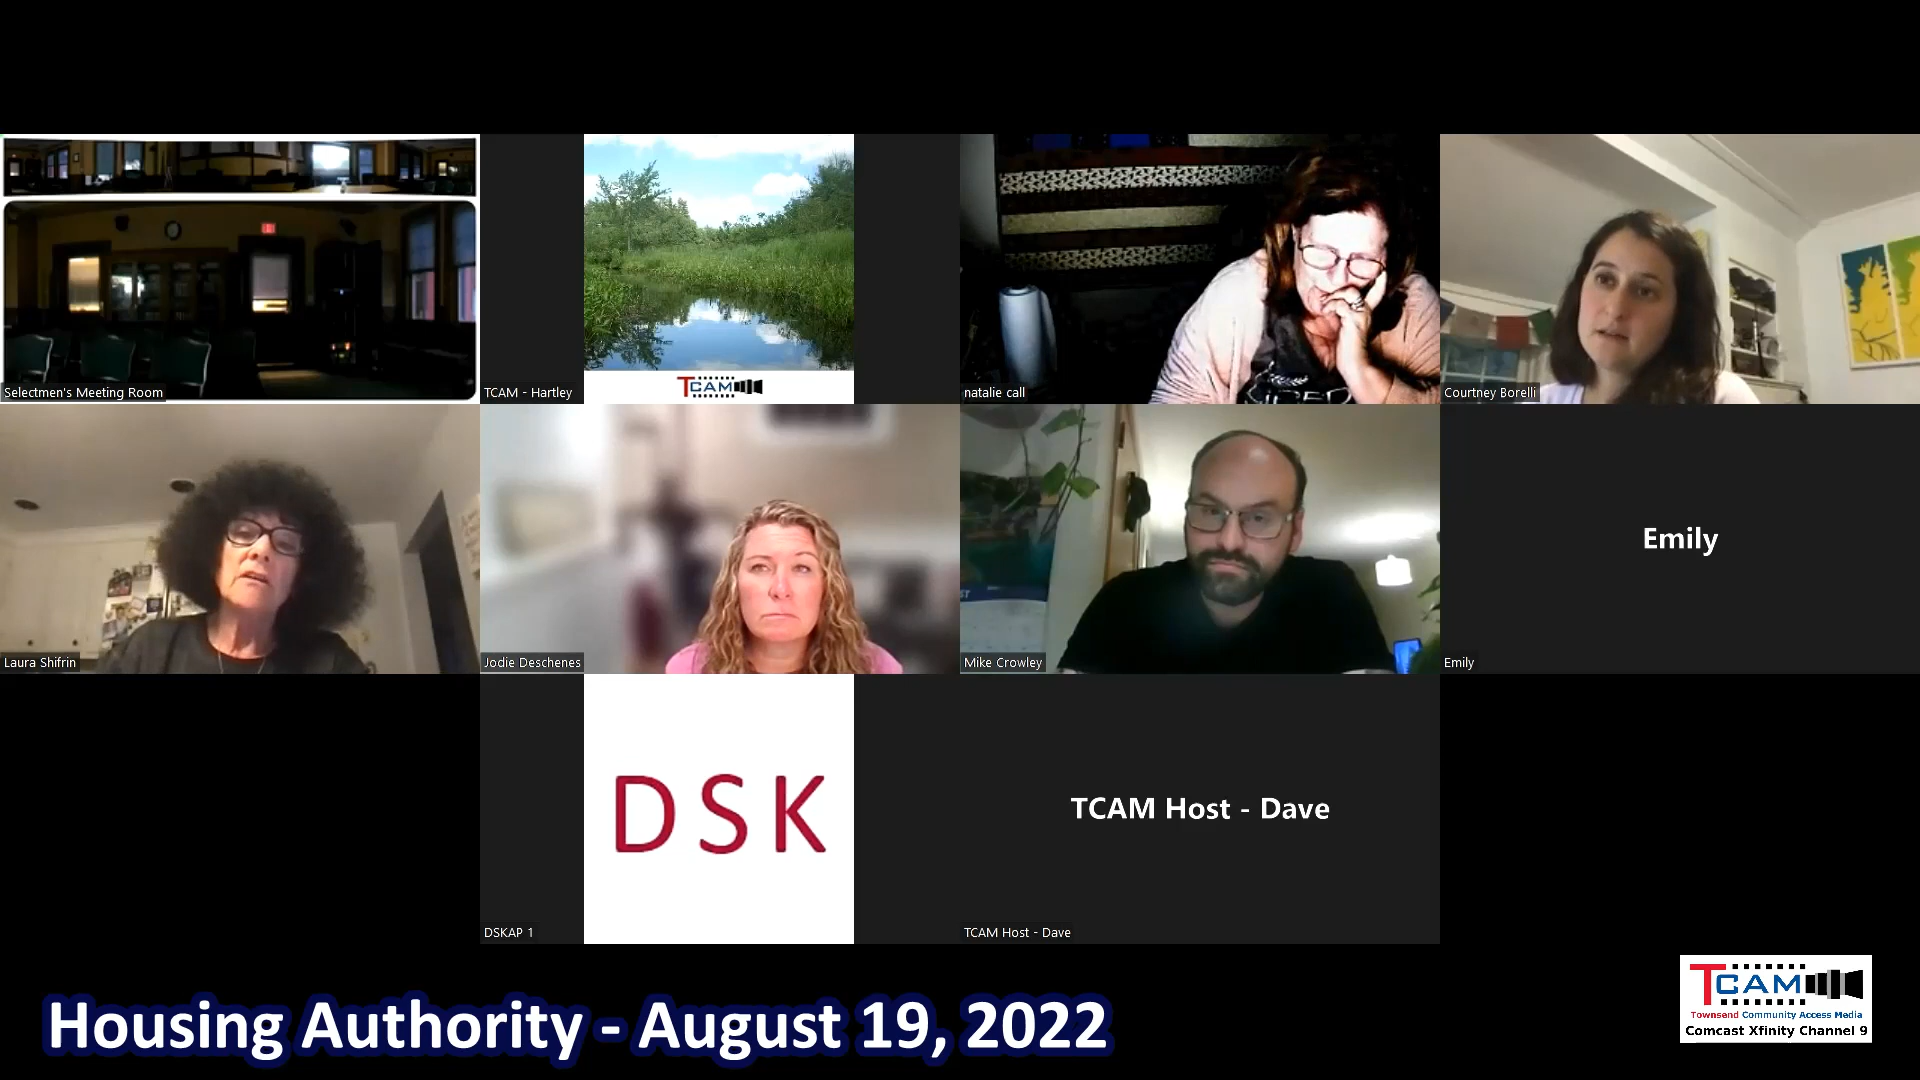 Selectmen's Meeting Room
TCAM
TCAM - Hartley
natalie call
Courtney Borelli
Laura Shifrin
Jodie Deschenes
Mike Crowley
Emily
Emily
DSK
DSKAP 1
TCAM Host - Dave
TCAM Host - Dave
TCAM
Townsend Community Access Media
Comcast Xfinity Channel 9
Housing Authority - August 19, 2022